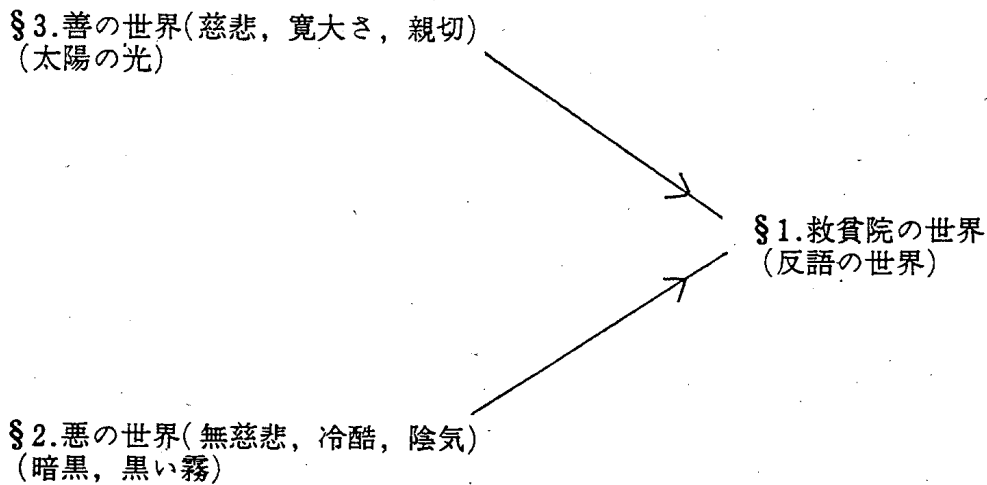 §3.善の世界(慈悲，寛大さ，親切)
(太陽の光)
§1.救貧院の世界
(反語の世界)
§2.悪の世界(無慈悲，冷酷，陰気)
(暗黒，黒い霧)